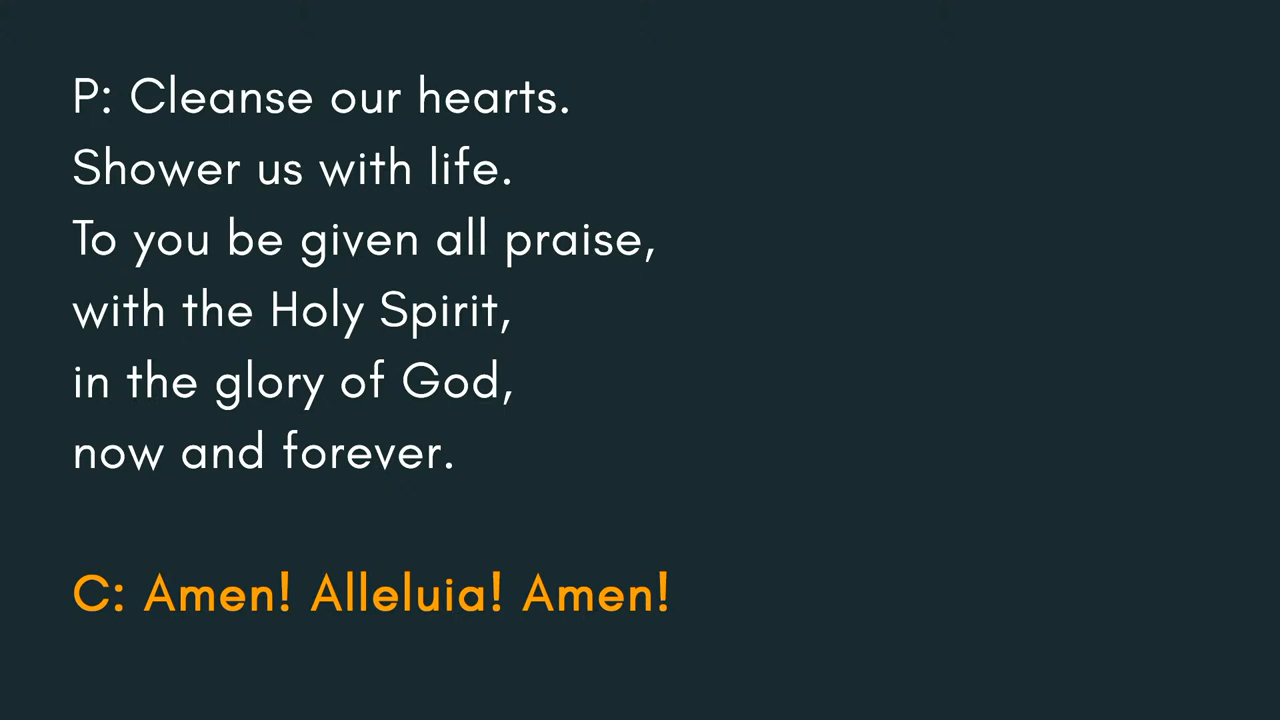 P: Cleanse our hearts.
Shower us with life.
To you be given all praise,
with the Holy Spirit,
in the glory of God,
now and forever.
C: Amen! Alleluia! Amen!